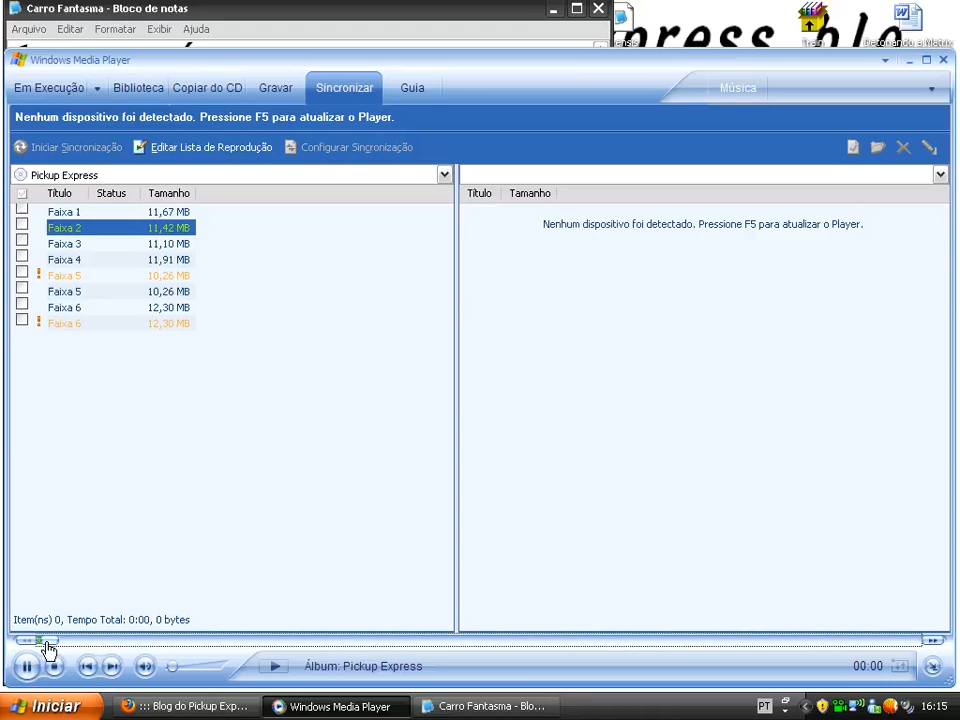 Carro Fantasma - Bloco de notas
Arquivo Editar Formatar Exibir Ajuda
press blo
Train
Detonando a Matrix
Windows Media Player
Em Execução Biblioteca Copiar do CD Gravar Sincronizar Guia Música
Nenhum dispositivo foi detectado. Pressione F5 para atualizar o Player.
Iniciar Sincronização Editar Lista de Reprodução Configurar Singronização
Pickup Express
Título Status Tamanho Título Tamanho
Faixa 1 11,67 MB
Nenhum dispositivo foi detectado. Pressione F5 para atualizar o Player.
Faixa 2 11,42 MB
Faixa 3 11,10 MB
Faixa 4 11,91 MB
Faixa 5 10,26 MB
Faixa 5 10,26 MB
Faixa 6 12,30 MB
Faixa 6 12,30 MB
Item(ns) 0, Tempo Total: 0:00, 0 bytes
Álbum: Pickup Express 00:00
Iniciar ::: Blog do Pickup Exp... Windows Media Player Carro Fantasma - Blo... PT 16:15